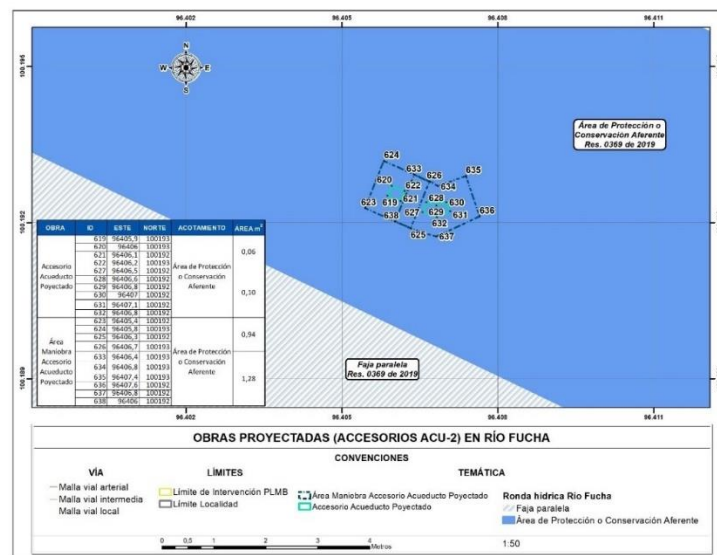 96.402 96.405 96.408 96.411
100.195
N
W E
S
Área de Protección o
Conservación Aferente
Res. 0369 de 2019
624
633
626
635
620
622
634
619
621
628
630
623
627
629
631
636
638
632
625
637
100.192
100.189
OBRA ID ESTE NORTE ACOTAMENTO ÁREA m²
Accesorio
Acueducto
Poyectado
619 96405,9 100193
620 96406 100193
621 96406,1 100192
622 96406,2 100193
627 96406,5 100192
628 96406,6 100192
629 96406,8 100192
630 96407 100192
631 96407,1 100192
632 96406,8 100192
Área de Protección
o Conservación
Aferente
0,06
0,10
Área
Maniobra
Accesorio
Acueducto
Poyectado
623 96405,4 100192
624 96405,8 100193
625 96406,3 100192
626 96406,7 100193
633 96406,4 100193
634 96406,8 100193
635 96407,4 100193
636 96407,6 100192
637 96406,8 100192
638 96406 100192
Área de Protección
o Conservación
Aferente
0,94
1,28
Faja paralela
Res. 0369 de 2019
96.402 96.405 96.408 96.411
OBRAS PROYECTADAS (ACCESORIOS ACU-2) EN RÍO FUCHA
CONVENCIONES
VÍA
Malla vial arterial
Malla vial intermedia
Malla vial local
LÍMITES
Límite de Intervención PLMB
Límite Localidad
TEMÁTICA
Área Maniobra Accesorio Acueducto Poyectado
Accesorio Acueducto Poyectado
Ronda hídrica Río Fucha
Faja paralela
Área de Protección o Conservación Aferente
0 0,5 1 2 3 4
Metros
1:50